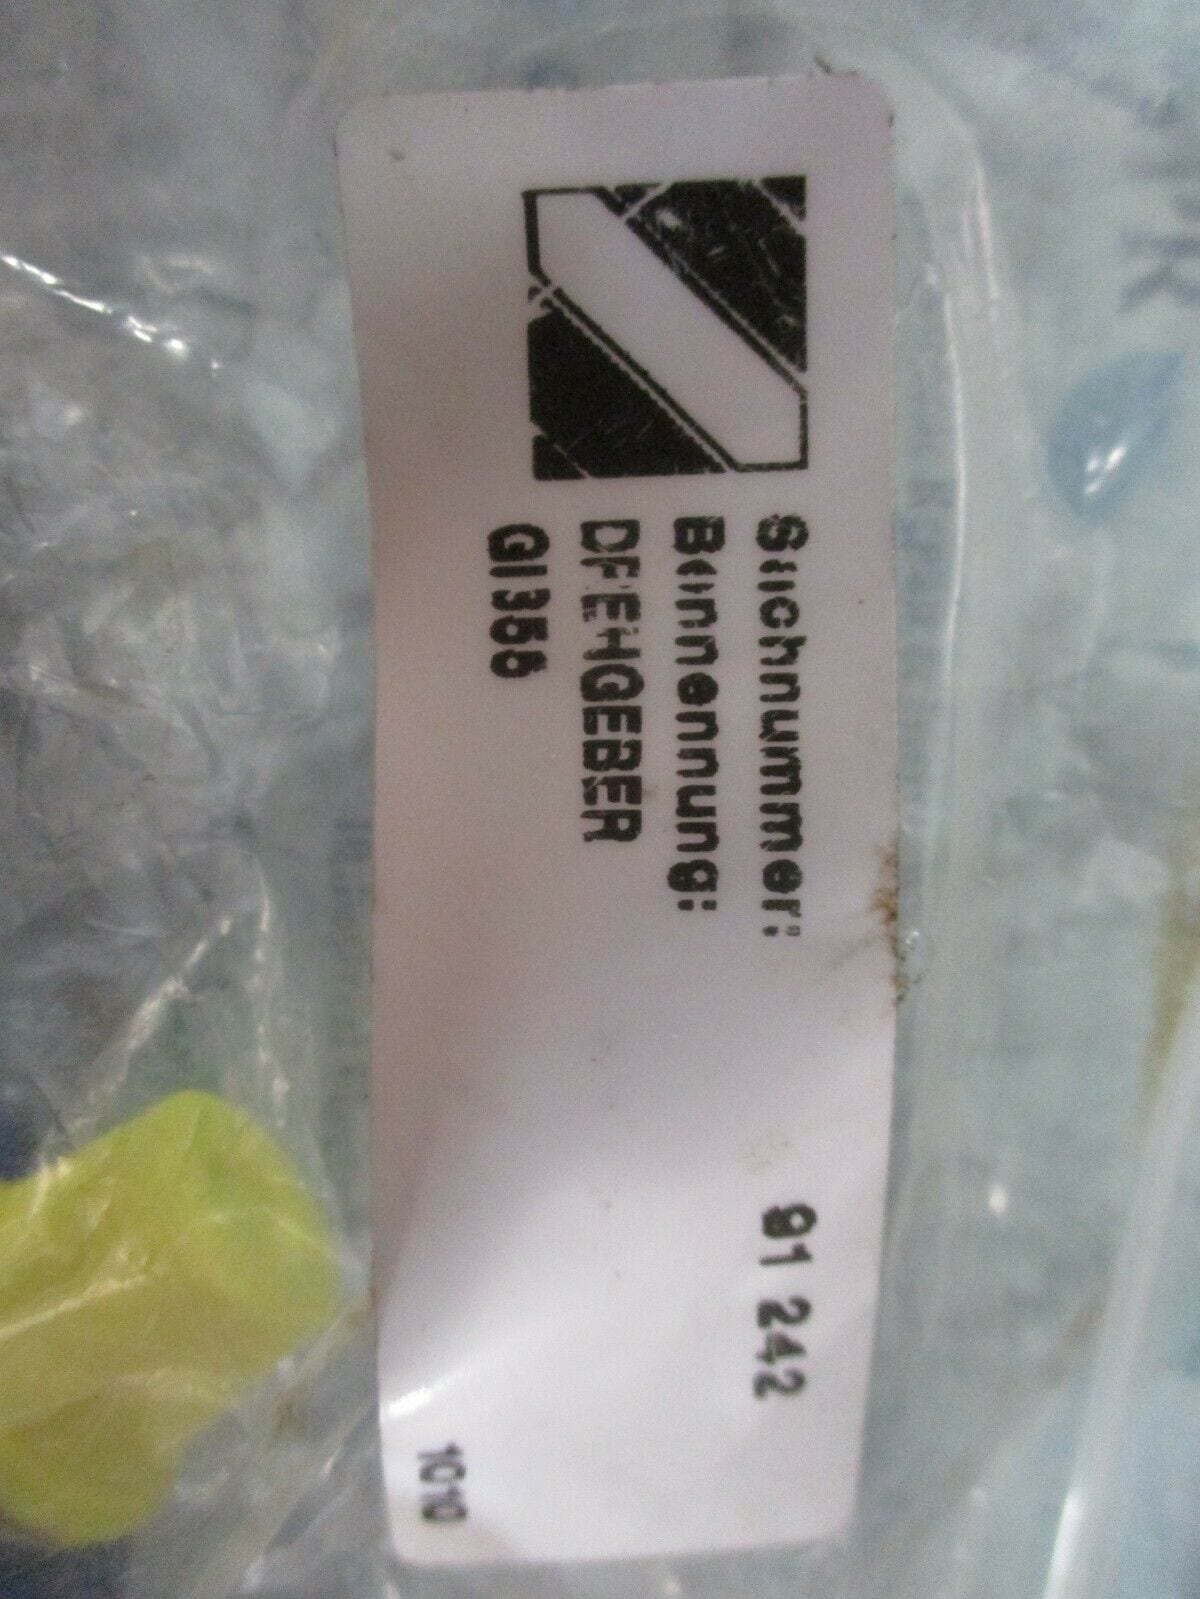 Sachnummer: 91 242
Benennung:
DREHGEBER
GI356
1010